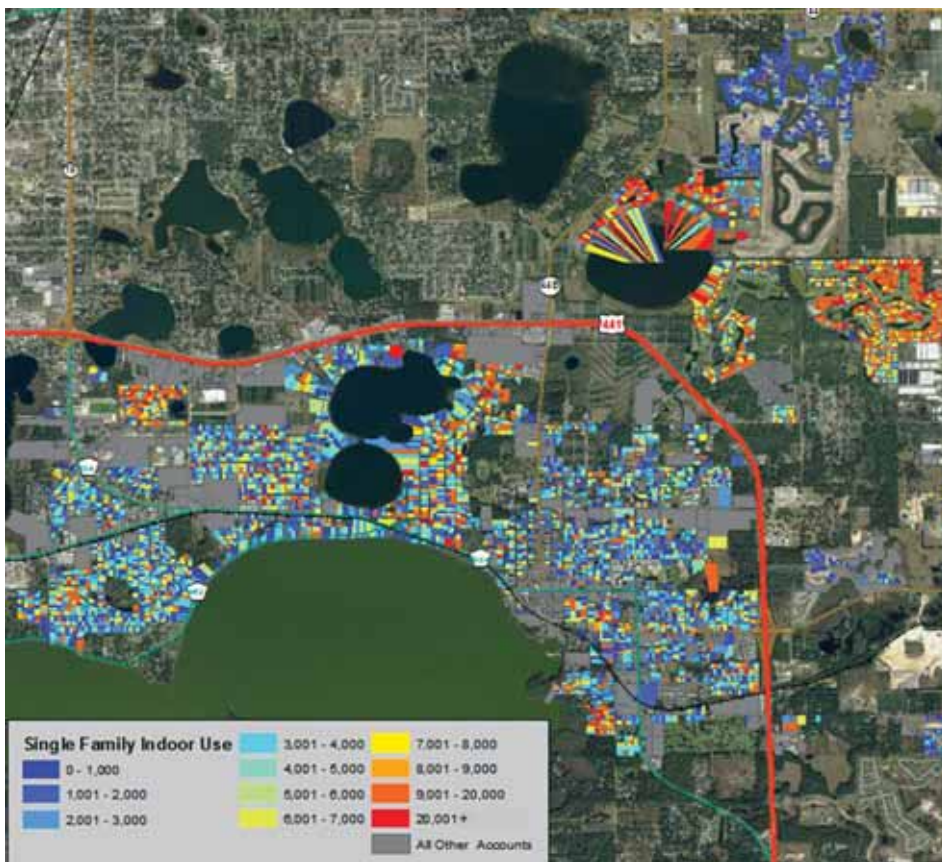 441
Single Family Indoor Use
0 - 1,000
1,001 - 2,000
2,001 - 3,000
3,001 - 4,000
4,001 - 5,000
5,001 - 6,000
6,001 - 7,000
7,001 - 8,000
8,001 - 9,000
9,001 - 20,000
20,001+
All Other Accounts